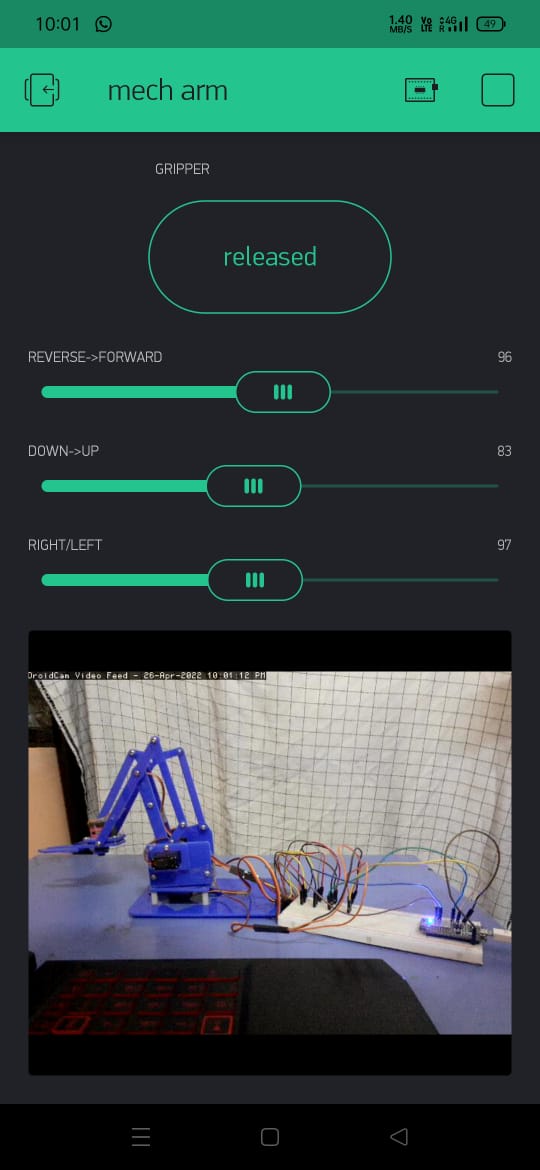 10:01
1.40 MB/S Vo LTE 4G R 49
mech arm
GRIPPER
released
REVERSE->FORWARD 96
DOWN->UP 83
RIGHT/LEFT 97
DroidCam Video Feed - 26-Apr-2022 10:01:12 PM